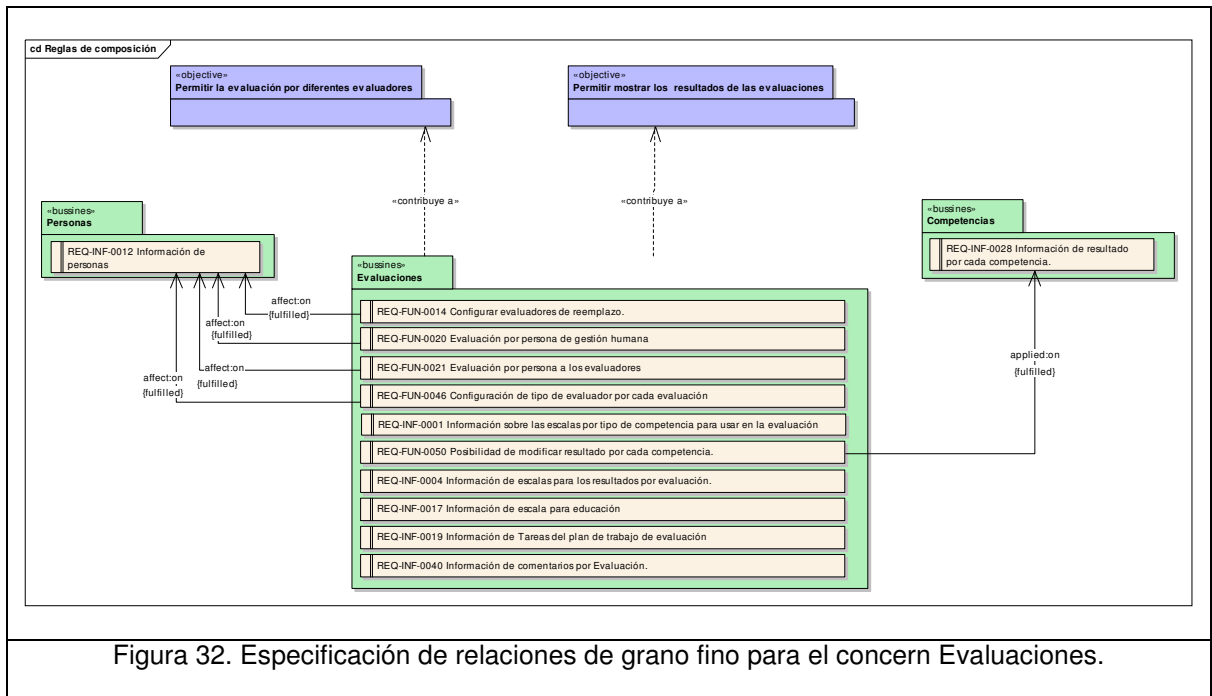 cd Reglas de composición
«objective»
Permitir la evaluación por diferentes evaluadores
«objective»
Permitir mostrar los resultados de las evaluaciones
«contribuye a»
«contribuye a»
«bussines»
Personas
REQ-INF-0012 Información de
personas
«bussines»
Competencias
REQ-INF-0028 Información de resultado
por cada competencia.
«bussines»
Evaluaciones
REQ-FUN-0014 Configurar evaluadores de reemplazo.
REQ-FUN-0020 Evaluación por persona de gestión humana
REQ-FUN-0021 Evaluación por persona a los evaluadores
REQ-FUN-0046 Configuración de tipo de evaluador por cada evaluación
REQ-INF-0001 Información sobre las escalas por tipo de competencia para usar en la evaluación
REQ-FUN-0050 Posibilidad de modificar resultado por cada competencia.
REQ-INF-0004 Información de escalas para los resultados por evaluación.
REQ-INF-0017 Información de escala para educación
REQ-INF-0019 Información de Tareas del plan de trabajo de evaluación
REQ-INF-0040 Información de comentarios por Evaluación.
affect:on
{fulfilled}
affect:on
{fulfilled}
affect:on
{fulfilled}
affect:on
{fulfilled}
applied:on
{fulfilled}
Figura 32. Especificación de relaciones de grano fino para el concern Evaluaciones.